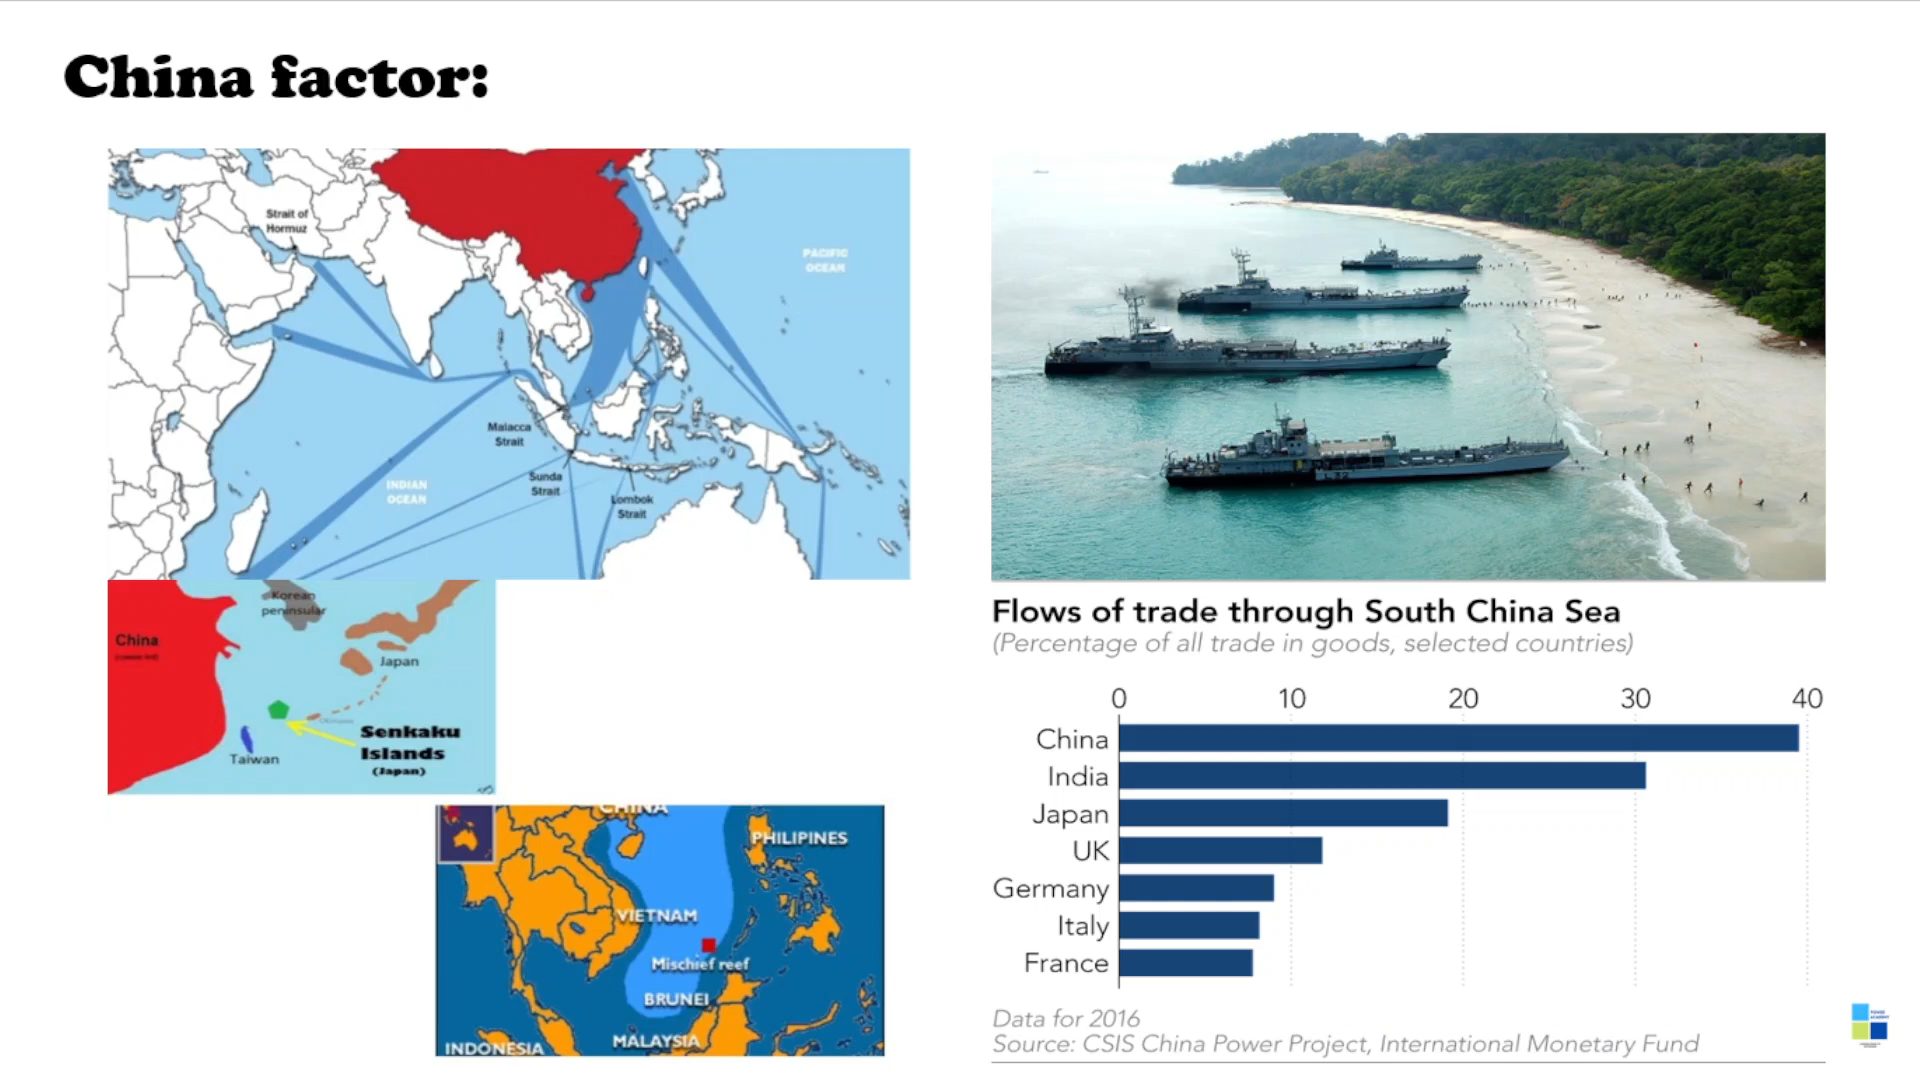 China factor:
Strait of
Hormuz
PACIFIC
OCEAN
Malacca
Strait
INDIAN
OCEAN
Sunda
Strait
Lombok
Strait
Korean
peninsular
China
Japan
Senkaku
Islands
(Japan)
Taiwan
CHINA
PHILIPINES
VIETNAM
Mischief reef
BRUNEI
MALAYSIA
INDONESIA
L 32
Flows of trade through South China Sea
(Percentage of all trade in goods, selected countries)
0 10 20 30 40
China
India
Japan
UK
Germany
Italy
France
Data for 2016
Source: CSIS China Power Project, International Monetary Fund